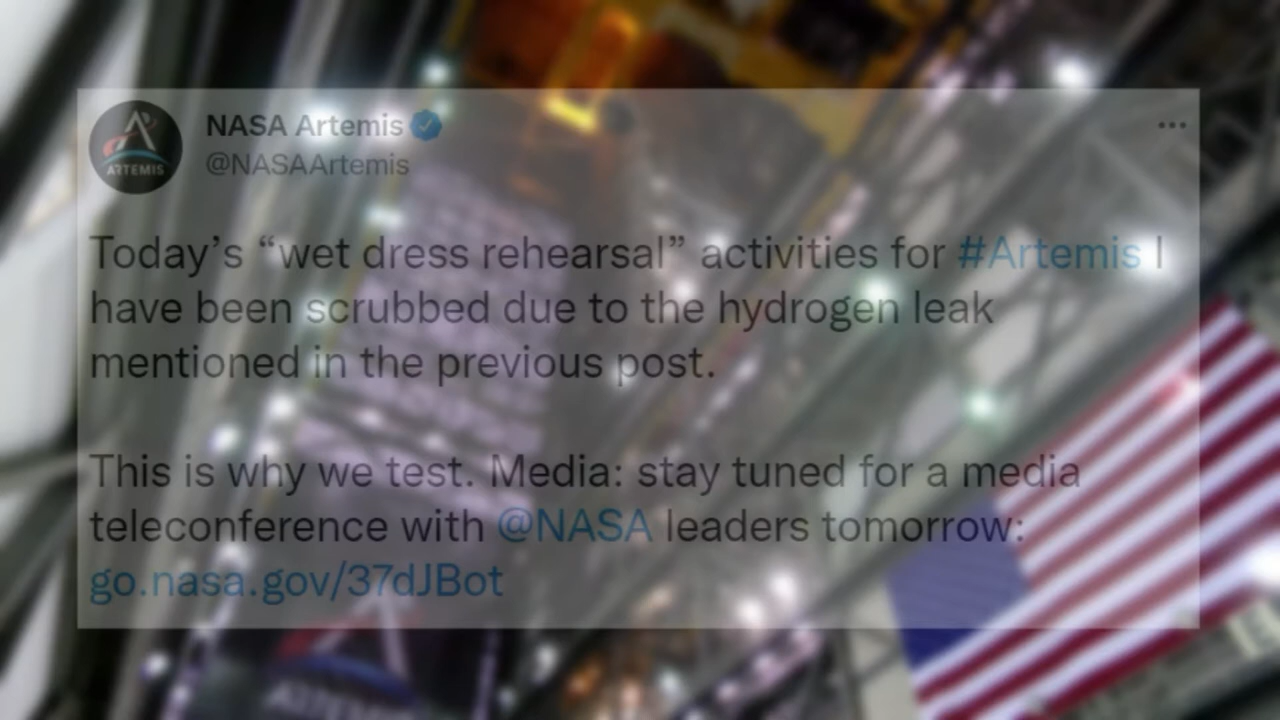 ARTEMIS
NASA Artemis
@NASAArtemis
Today’s “wet dress rehearsal” activities for #Artemis I
have been scrubbed due to the hydrogen leak
mentioned in the previous post.
This is why we test. Media: stay tuned for a media
teleconference with @NASA leaders tomorrow:
go.nasa.gov/37dJBot
ARTEMIS